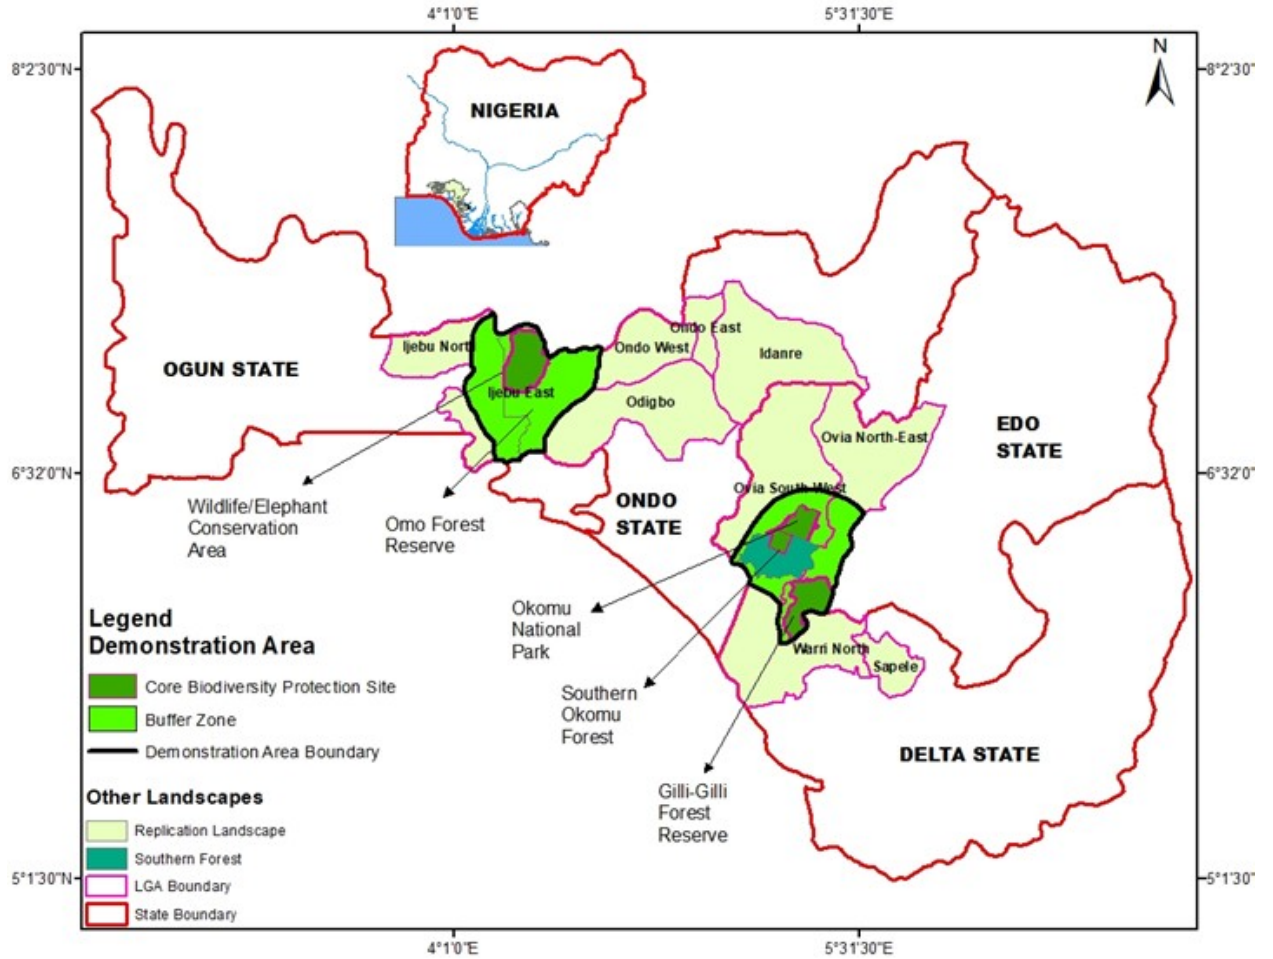 4°1'0"E
5°31'30"E
8°2'30"N
8°2'30"
N
NIGERIA
OGUN STATE
Ijebu North
Ijebu East
Ondo West
Ondo East
Idanre
Odigbo
Ovia North-East
EDO
STATE
6°32'0"N
6°32'0"
Ovia South-West
ONDO
STATE
Wildlife/Elephant
Conservation
Area
Omo Forest
Reserve
Okomu
National
Park
Southern
Okomu
Forest
Warri North
Sapele
DELTA STATE
Gilli-Gilli
Forest
Reserve
Legend
Demonstration Area
Core Biodiversity Protection Site
Buffer Zone
Demonstration Area Boundary
Other Landscapes
Replication Landscape
Southern Forest
LGA Boundary
State Boundary
5°1'30"N
5°1'30"
4°1'0"E
5°31'30"E